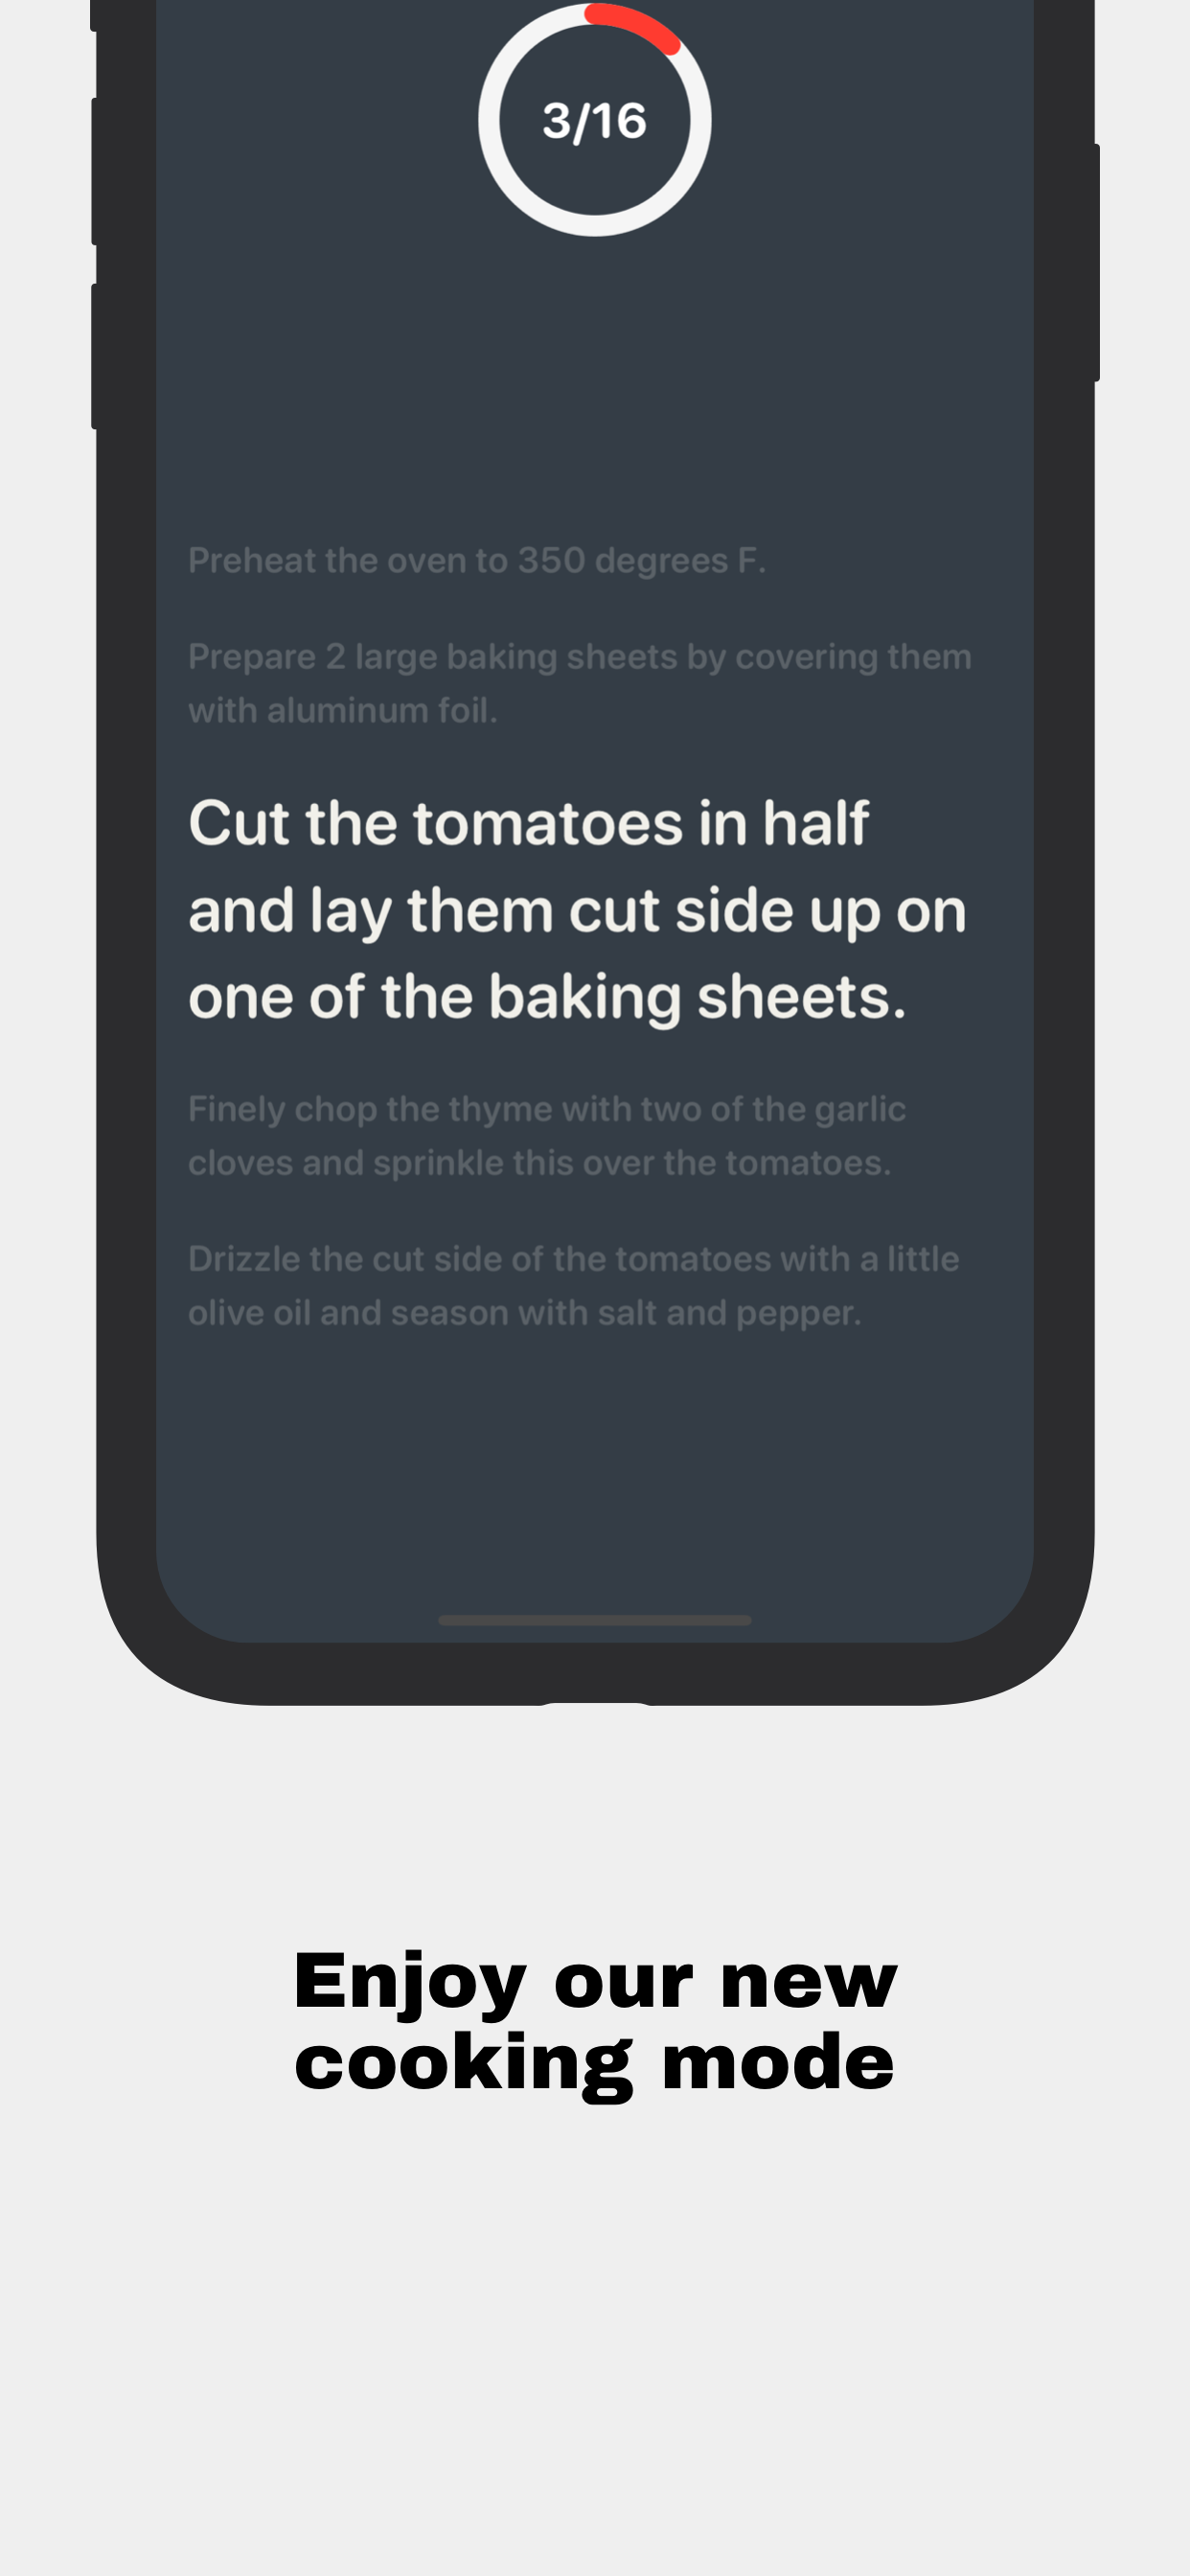 3/16
Preheat the oven to 350 degrees F.
Prepare 2 large baking sheets by covering them
with aluminum foil.
Cut the tomatoes in half
and lay them cut side up on
one of the baking sheets.
Finely chop the thyme with two of the garlic
cloves and sprinkle this over the tomatoes.
Drizzle the cut side of the tomatoes with a little
olive oil and season with salt and pepper.
Enjoy our new
cooking mode